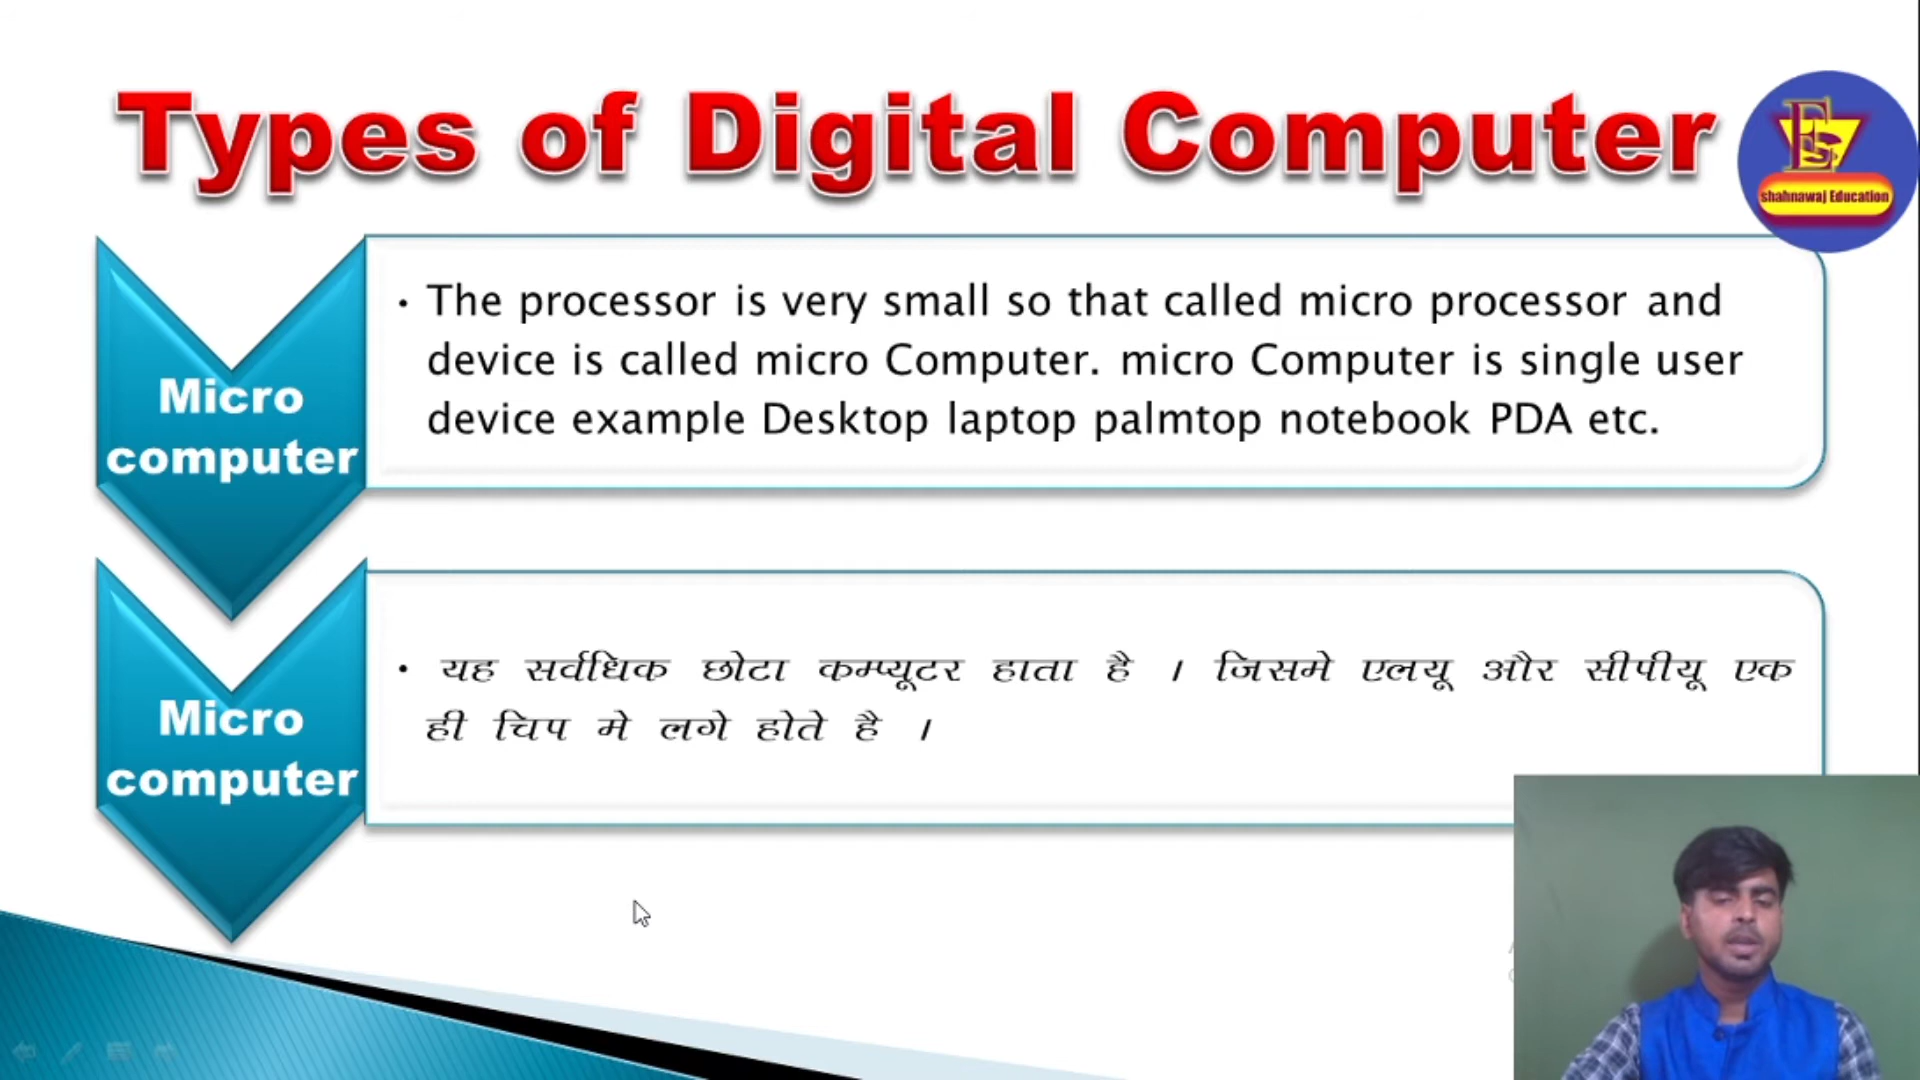 Types of Digital Computer
shahnawaj Education
Micro
computer
• The processor is very small so that called micro processor and
device is called micro Computer. micro Computer is single user
device example Desktop laptop palmtop notebook PDA etc.
Micro
computer
• यह सर्वधिक छोटा कम्प्यूटर हाता है । जिसमे एलयू और सीपीयू एक
ही चिप मे लगे होते है ।